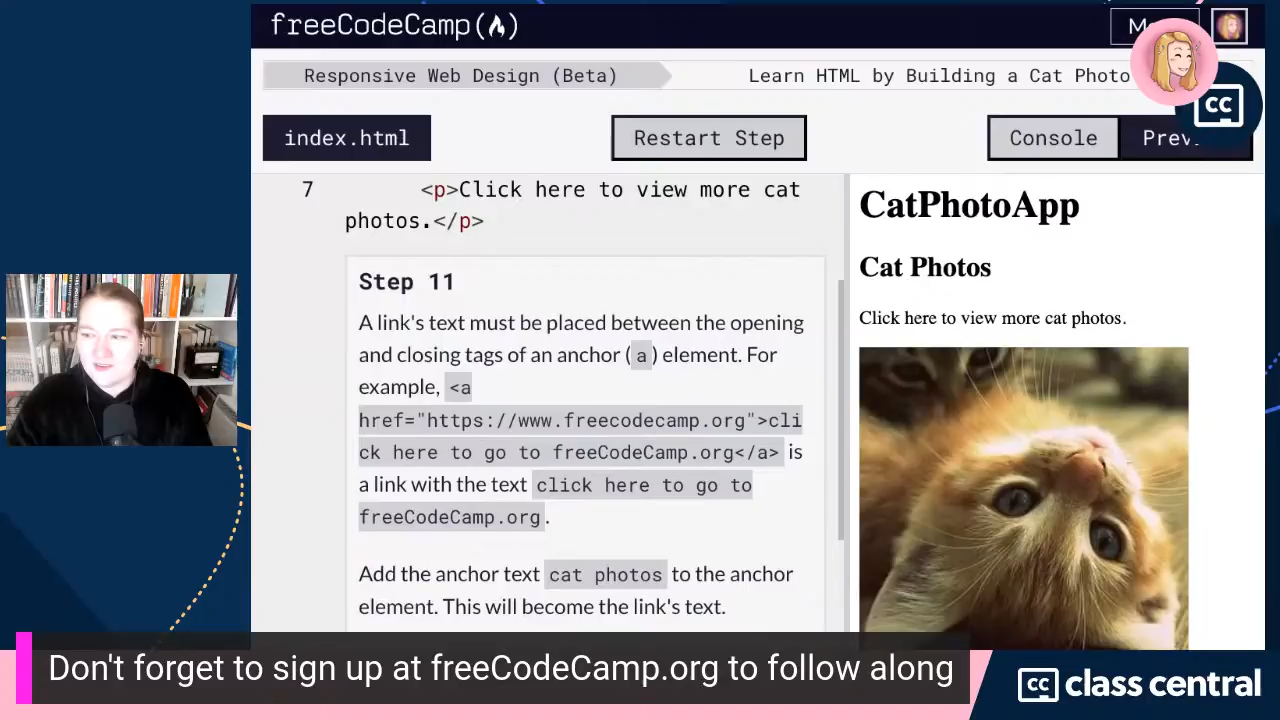 freeCodeCamp(🔥)
Responsive Web Design (Beta)
Learn HTML by Building a Cat Photo
index.html
Restart Step
Console
7 <p>Click here to view more cat
photos.</p>
Step 11
A link's text must be placed between the opening
and closing tags of an anchor (a) element. For
example, <a
href="https://www.freecodecamp.org">cli
ck here to go to freeCodeCamp.org</a> is
a link with the text click here to go to
freeCodeCamp.org.
Add the anchor text cat photos to the anchor
element. This will become the link's text.
CatPhotoApp
Cat Photos
Click here to view more cat photos.
Don't forget to sign up at freeCodeCamp.org to follow along
cc
cc class central